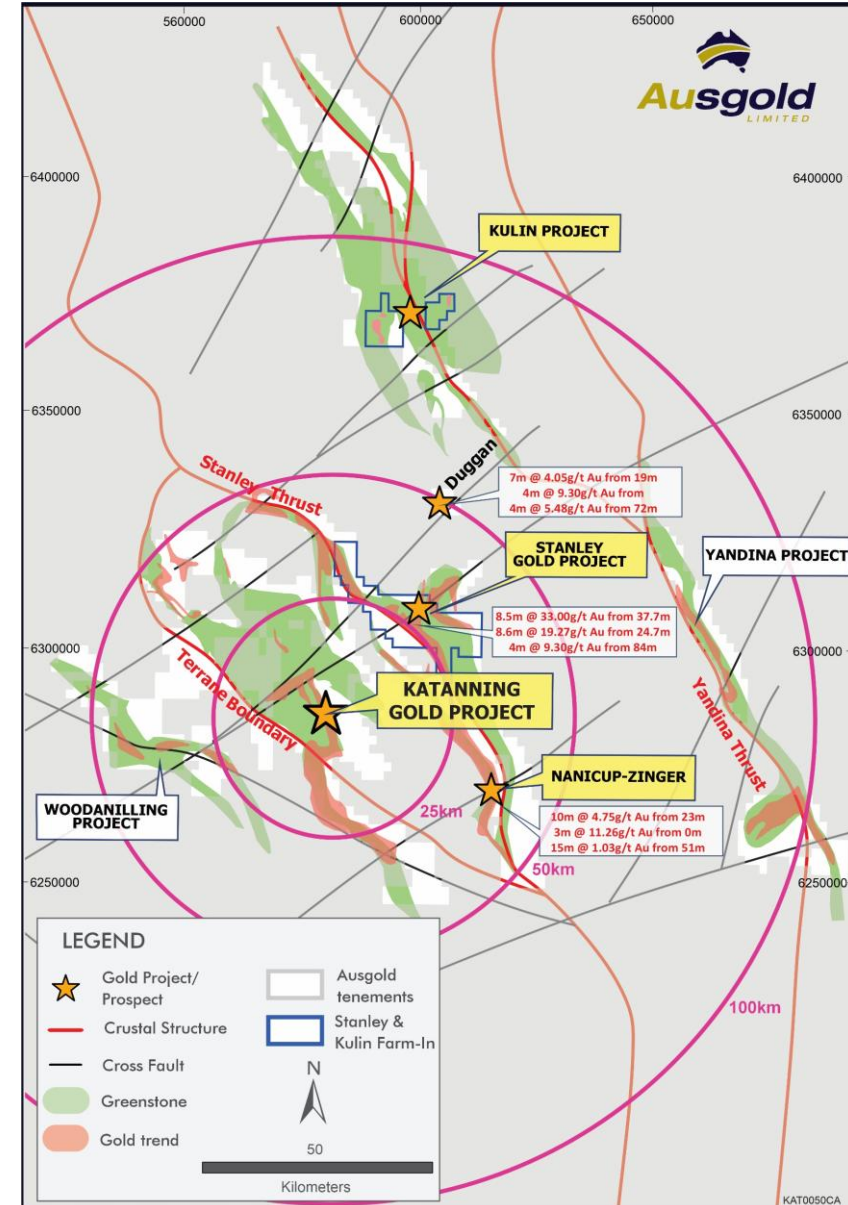 560000
600000
650000
Ausgold
LIMITED
6400000
6400000
KULIN PROJECT
6350000
6350000
Duggan
Stanley Thrust
7m @ 4.05g/t Au from 19m
4m @ 9.30g/t Au from
4m @ 5.48g/t Au from 72m
STANLEY
GOLD PROJECT
YANDINA PROJECT
8.5m @ 33.00g/t Au from 37.7m
8.6m @ 19.27g/t Au from 24.7m
4m @ 9.30g/t Au from 84m
6300000
6300000
Terrane Boundary
KATANNING
GOLD PROJECT
Yandina Thrust
NANICUP-ZINGER
WOODANILLING
PROJECT
25km
10m @ 4.75g/t Au from 23m
3m @ 11.26g/t Au from 0m
15m @ 1.03g/t Au from 51m
50km
6250000
6250000
100km
LEGEND
Gold Project/
Prospect
Crustal Structure
Cross Fault
Greenstone
Gold trend
Ausgold
tenements
Stanley &
Kulin Farm-In
N
50
Kilometers
KAT0050CA